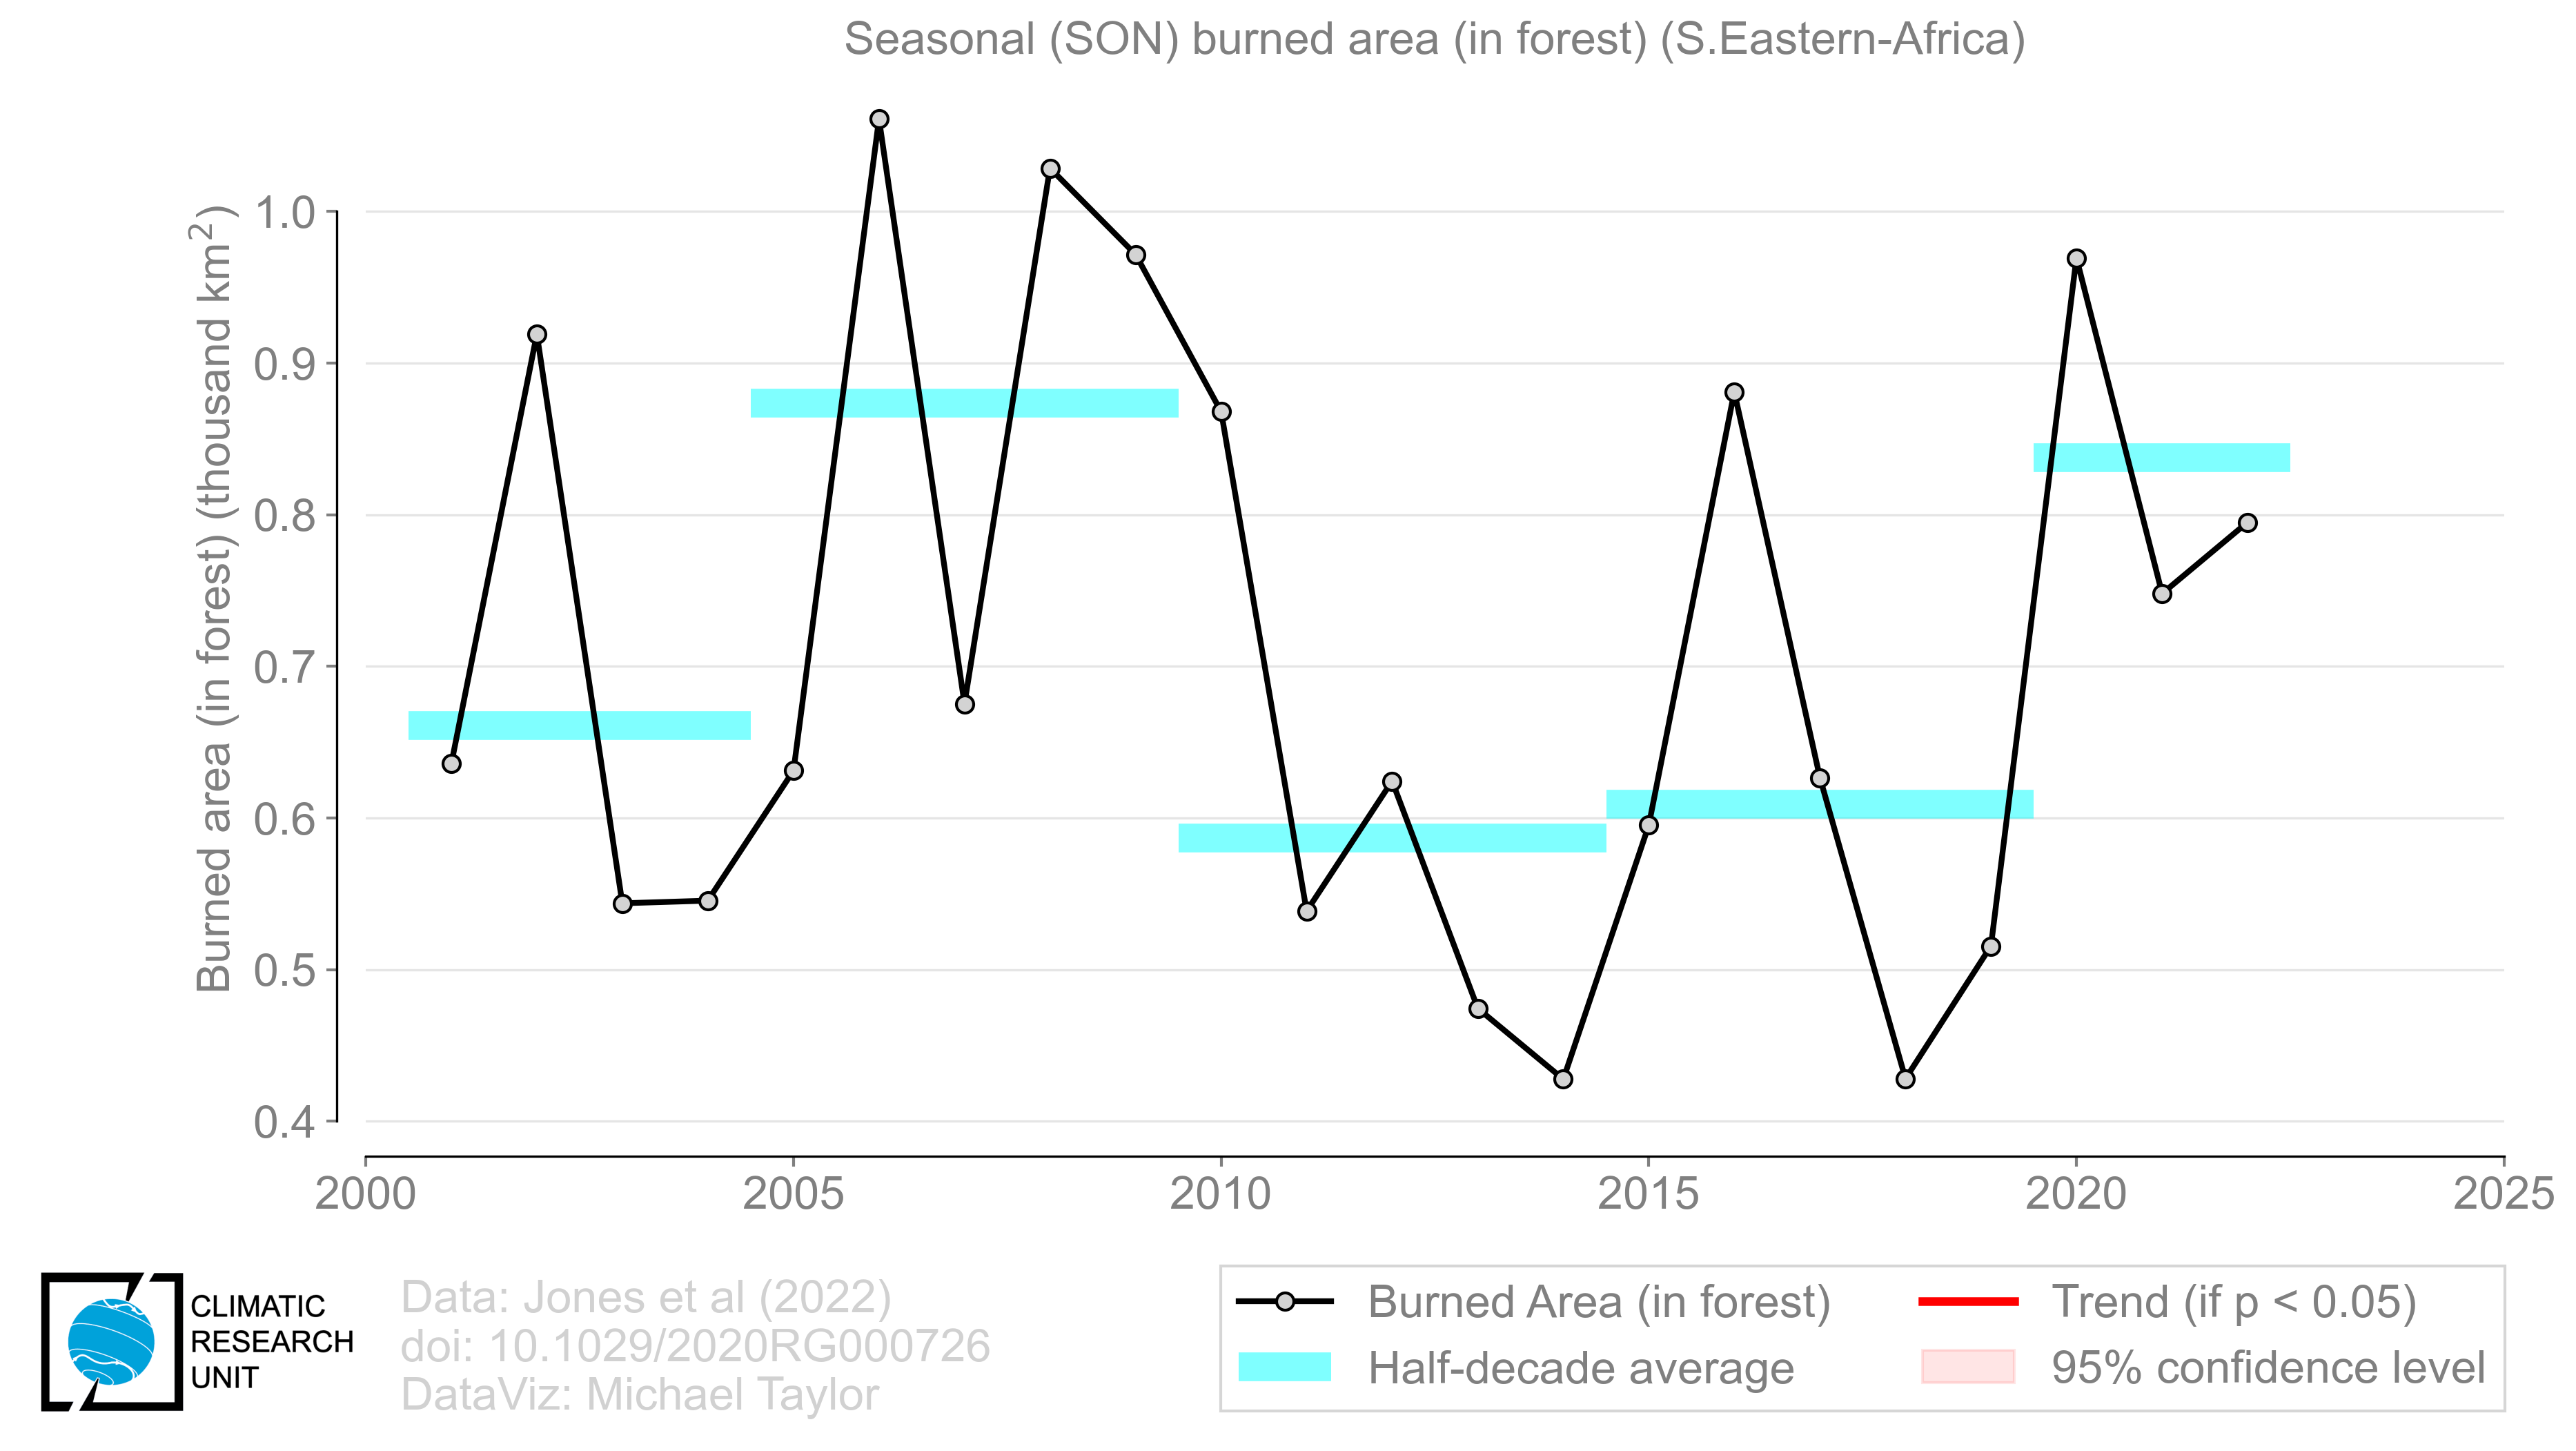 Seasonal (SON) burned area (in forest) (S.Eastern-Africa)
Burned area (in forest) (thousand km²)
1.0
0.9
0.8
0.7
0.6
0.5
0.4
2000 2005 2010 2015 2020 2025
CLIMATIC
RESEARCH
UNIT
Data: Jones et al (2022)
doi: 10.1029/2020RG000726
DataViz: Michael Taylor
Burned Area (in forest)
Half-decade average
Trend (if p < 0.05)
95% confidence level